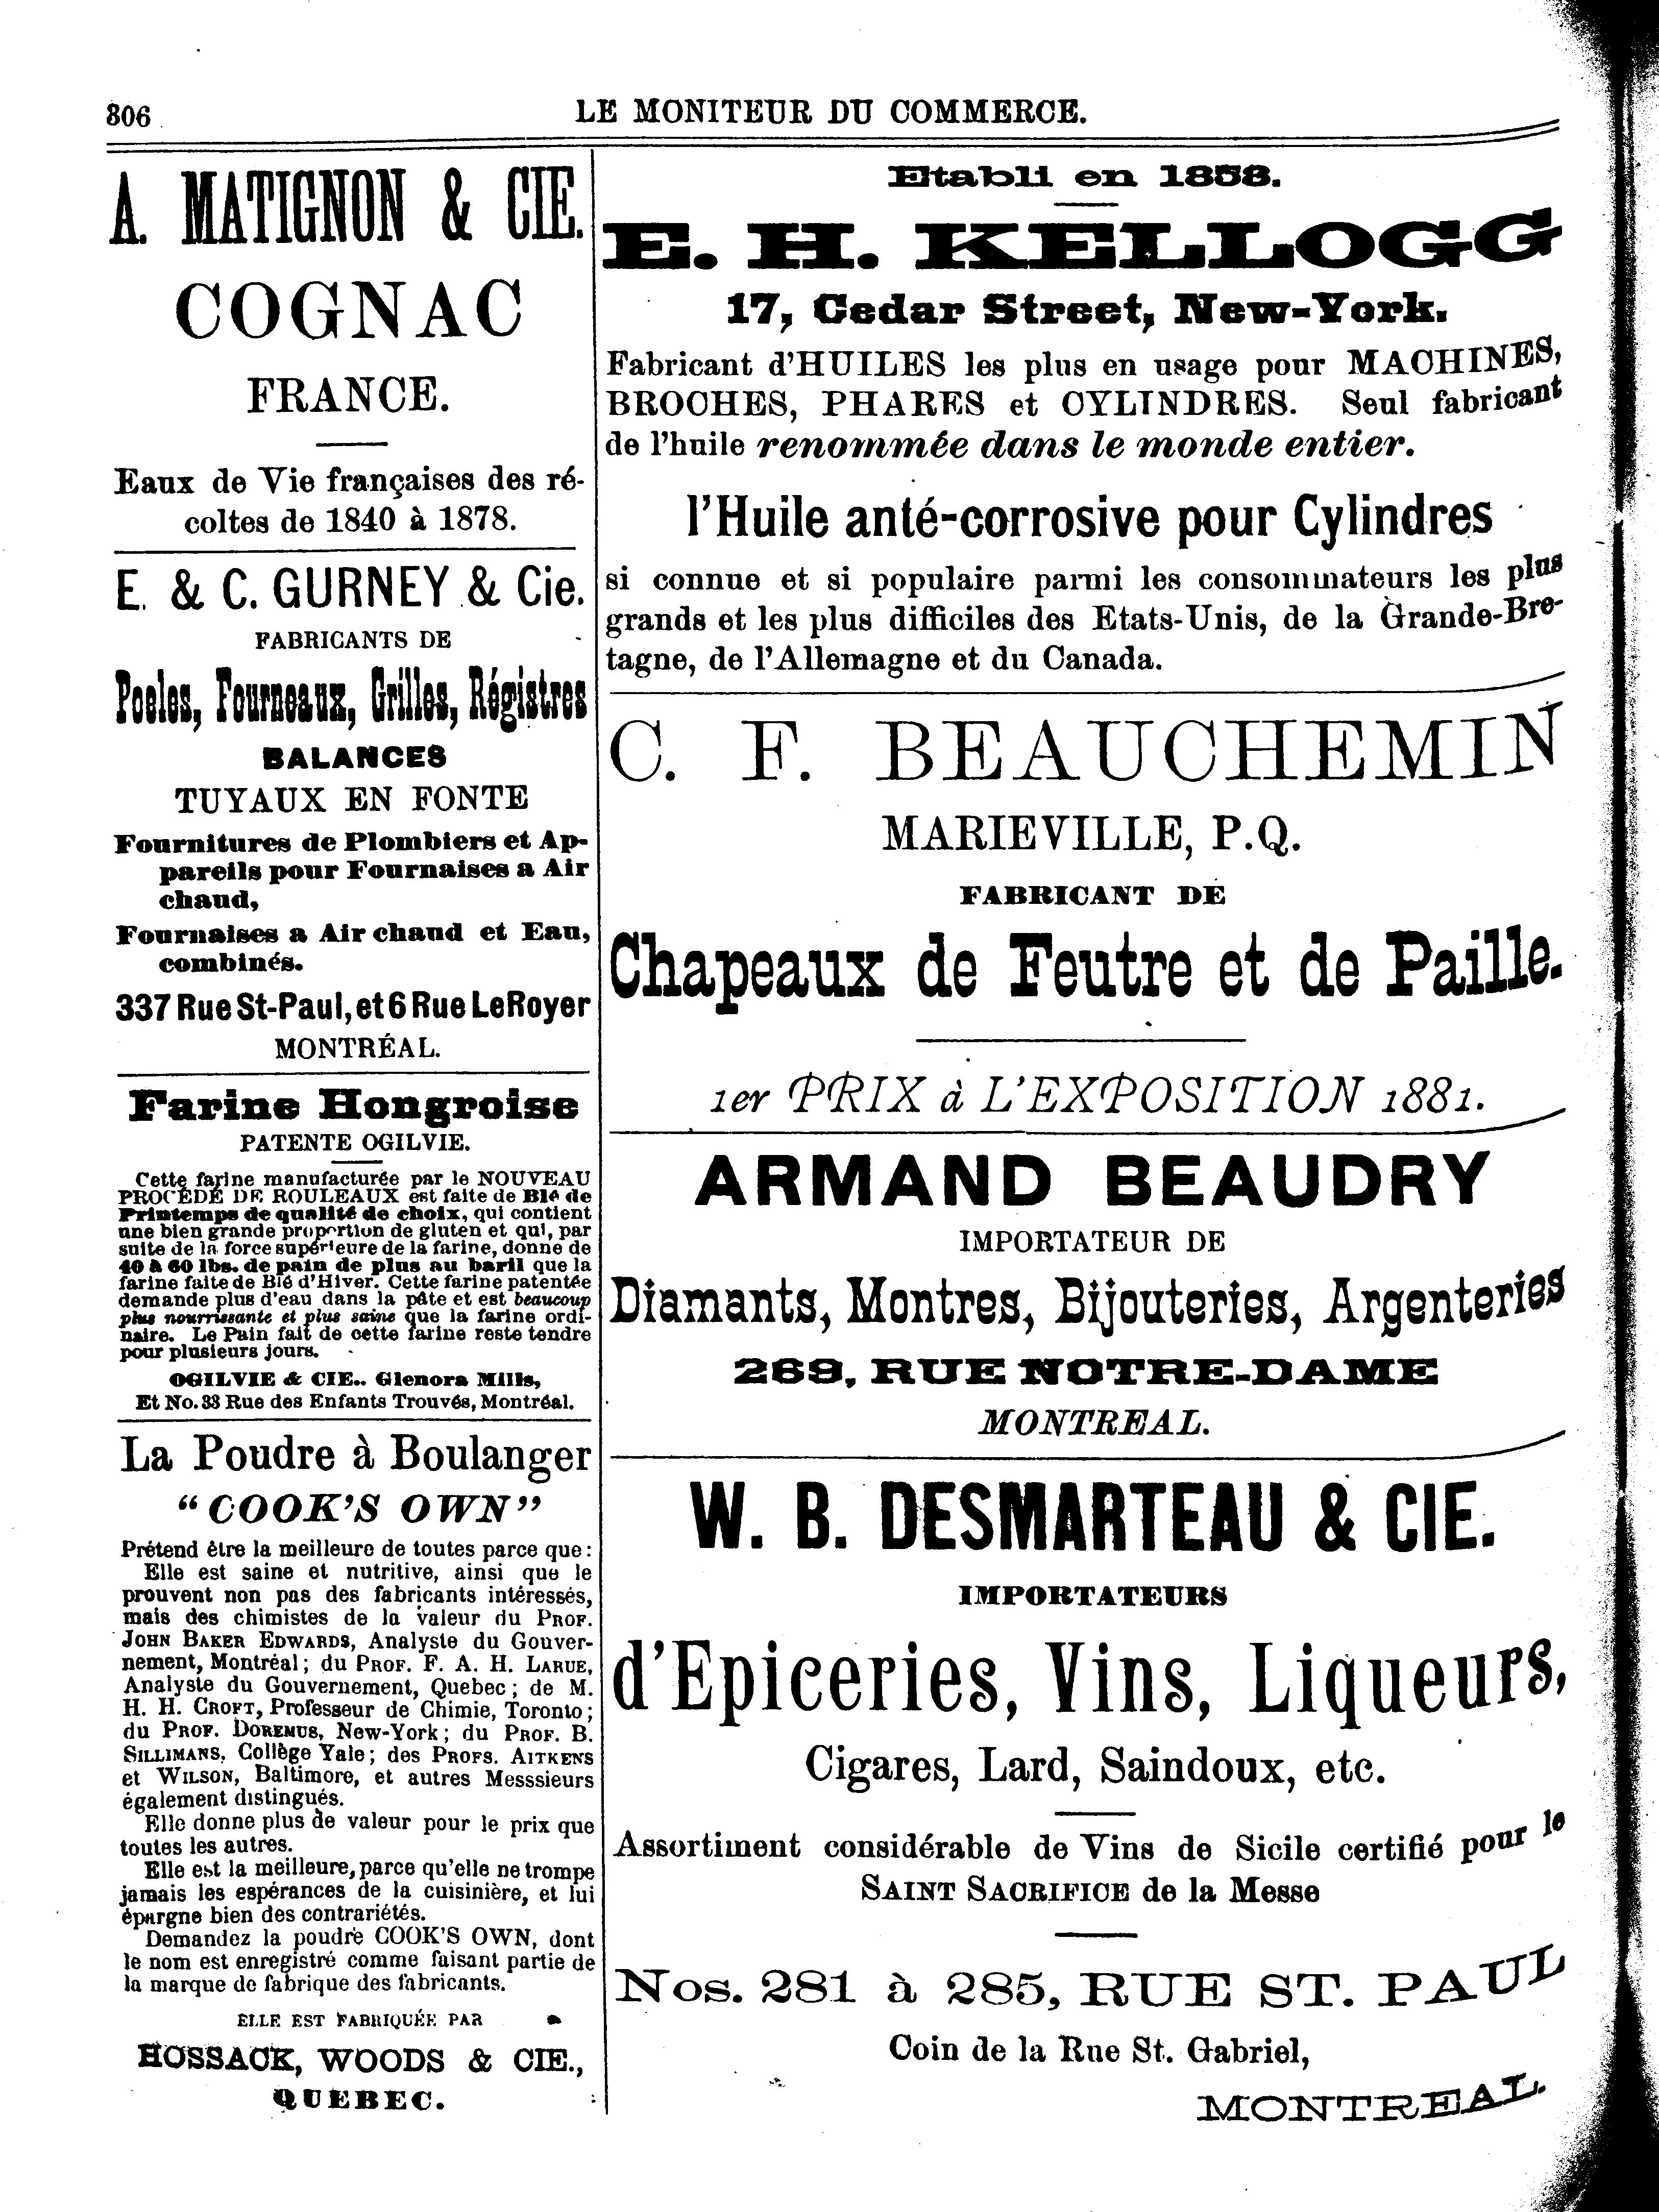 306
LE MONITEUR DU COMMERCE.
A. MATIGNON & CIE.
COGNAC
FRANCE.
Eaux de Vie françaises des ré-
coltes de 1840 à 1878.
E. & C. GURNEY & Cie.
FABRICANTS DE
Poeles, Fourneaux, Grilles, Régistres
BALANCES
TUYAUX EN FONTE
Fournitures de Plombiers et Ap-
pareils pour Fournaises a Air
chaud,
Fournaises a Air chaud et Eau,
combinés.
337 Rue St-Paul, et 6 Rue LeRoyer
MONTRÉAL.
Farine Hongroise
PATENTE OGILVIE.
Cette farine manufacturée par le NOUVEAU
PROCÉDÉ DE ROULEAUX est faite de Blé de
Printemps de qualité de choix, qui contient
une bien grande proportion de gluten et qui, par
suite de la force supérieure de la farine, donne de
40 à 60 lbs. de pain de plus au baril que la
farine faite de Blé d'Hiver. Cette farine patentée
demande plus d'eau dans la pâte et est beaucoup
plus nourrissante et plus saine que la farine ordi-
naire. Le Pain fait de cette farine reste tendre
pour plusieurs jours.
OGILVIE & CIE.. Glenora Mills,
Et No. 33 Rue des Enfants Trouvés, Montréal.
La Poudre à Boulanger
"COOK'S OWN"
Prétend être la meilleure de toutes parce que:
Elle est saine et nutritive, ainsi que le
prouvent non pas des fabricants intéressés,
mais des chimistes de la valeur du PROF.
JOHN BAKER EDWARDS, Analyste du Gouver-
nement, Montréal; du PROF. F. A. H. LARUE,
Analyste du Gouvernement, Quebec; de M.
H. H. CROFT, Professeur de Chimie, Toronto;
du PROF. DOREMUS, New-York; du PROF. B.
SILLIMANS, Collège Yale; des PROFS. AITKENS
et WILSON, Baltimore, et autres Messsieurs
également distingués.
Elle donne plus de valeur pour le prix que
toutes les autres.
Elle est la meilleure, parce qu'elle ne trompe
jamais les espérances de la cuisinière, et lui
épargne bien des contrariétés.
Demandez la poudre COOK'S OWN, dont
le nom est enregistré comme faisant partie de
la marque de fabrique des fabricants.
ELLE EST FABRIQUÉE PAR
HOSSACK, WOODS & CIE.,
QUEBEC.
Etabli en 1858.
E. H. KELLOGG
17, Cedar Street, New-York.
Fabricant d'HUILES les plus en usage pour MACHINES,
BROCHES, PHARES et CYLINDRES. Seul fabricant
de l'huile renommée dans le monde entier.
l'Huile anté-corrosive pour Cylindres
si connue et si populaire parmi les consommateurs les plus
grands et les plus difficiles des Etats-Unis, de la Grande-Bre-
tagne, de l'Allemagne et du Canada.
C. F. BEAUCHEMIN
MARIEVILLE, P.Q.
FABRICANT DE
Chapeaux de Feutre et de Paille.
1er PRIX à L'EXPOSITION 1881.
ARMAND BEAUDRY
IMPORTATEUR DE
Diamants, Montres, Bijouteries, Argenteries
269, RUE NOTRE-DAME
MONTREAL.
W. B. DESMARTEAU & CIE.
IMPORTATEURS
d'Epiceries, Vins, Liqueurs,
Cigares, Lard, Saindoux, etc.
Assortiment considérable de Vins de Sicile certifié pour le
SAINT SACRIFICE de la Messe
Nos. 281 à 285, RUE ST. PAUL
Coin de la Rue St. Gabriel,
MONTREAL.